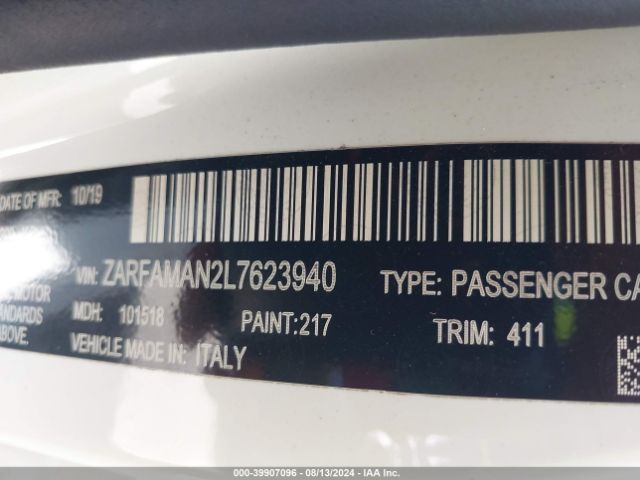 DATE OF MFR: 10/19
VIN: ZARFAMAN2L7623940 TYPE: PASSENGER CA
MOTOR MDH: 101518 PAINT:217 TRIM: 411
ANDARDS
ABOVE. VEHICLE MADE IN: ITALY
000-39907096 - 08/13/2024 - IAA Inc.